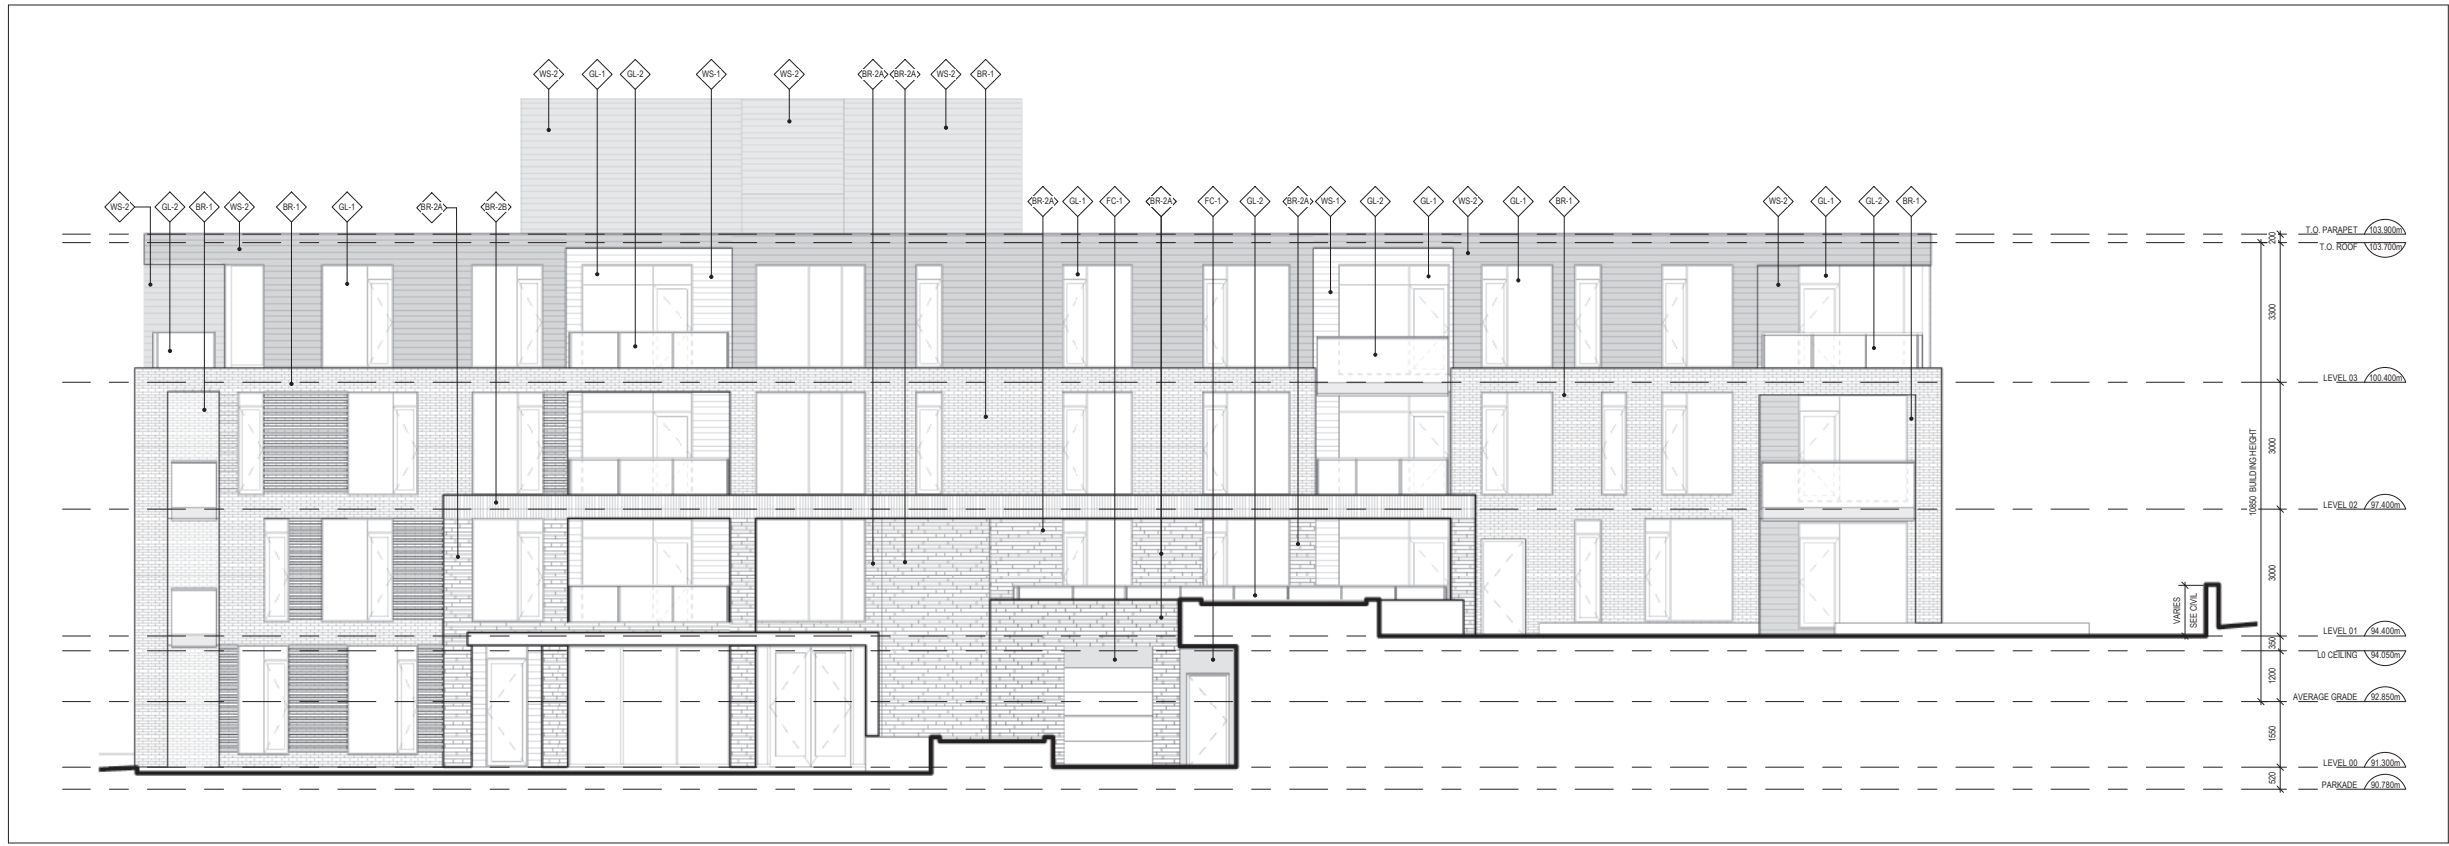 WS-2 GL-1 GL-2 WS-1 WS-2 BR-2A BR-2A WS-2 BR-1
WS-2 GL-2 BR-1 WS-2 BR-1 GL-1 BR-2A BR-2B BR-2A GL-1 FC-1 BR-2A FC-1 GL-2 BR-2A WS-1 GL-2 GL-1 WS-2 GL-1 BR-1 WS-2 GL-1 GL-2 BR-1
T.O. PARAPET 103.900m
200
T.O. ROOF 103.700m
3300
LEVEL 03 100.400m
3000
10850 BUILDING HEIGHT
LEVEL 02 97.400m
3000
VARIES
SEE CIVIL
LEVEL 01 94.400m
350
L0 CEILING 94.050m
1200
AVERAGE GRADE 92.850m
1550
LEVEL 00 91.300m
520
PARKADE 90.780m